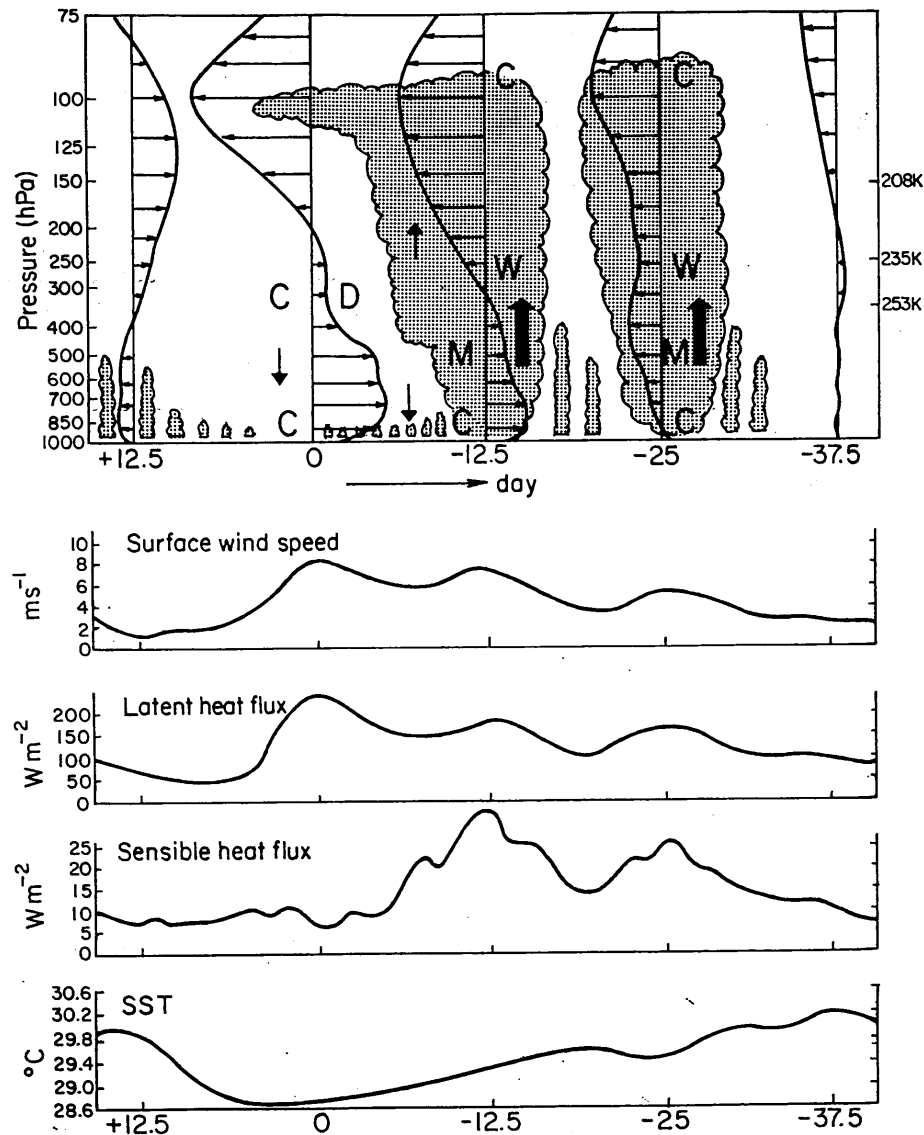 75
100
125
150
200
250
300
400
500
600
700
850
1000
Pressure (hPa)
C C
208K
W W 235K
C D 253K
M M
C C C
+12.5 0 -12.5 -25 -37.5
day
Surface wind speed
10
8
6
4
2
0
ms⁻¹
Latent heat flux
200
150
100
50
0
Wm⁻²
Sensible heat flux
25
20
15
10
5
0
Wm⁻²
SST
30.6
30.2
29.8
29.4
29.0
28.6
°C
+12.5 0 -12.5 -25 -37.5